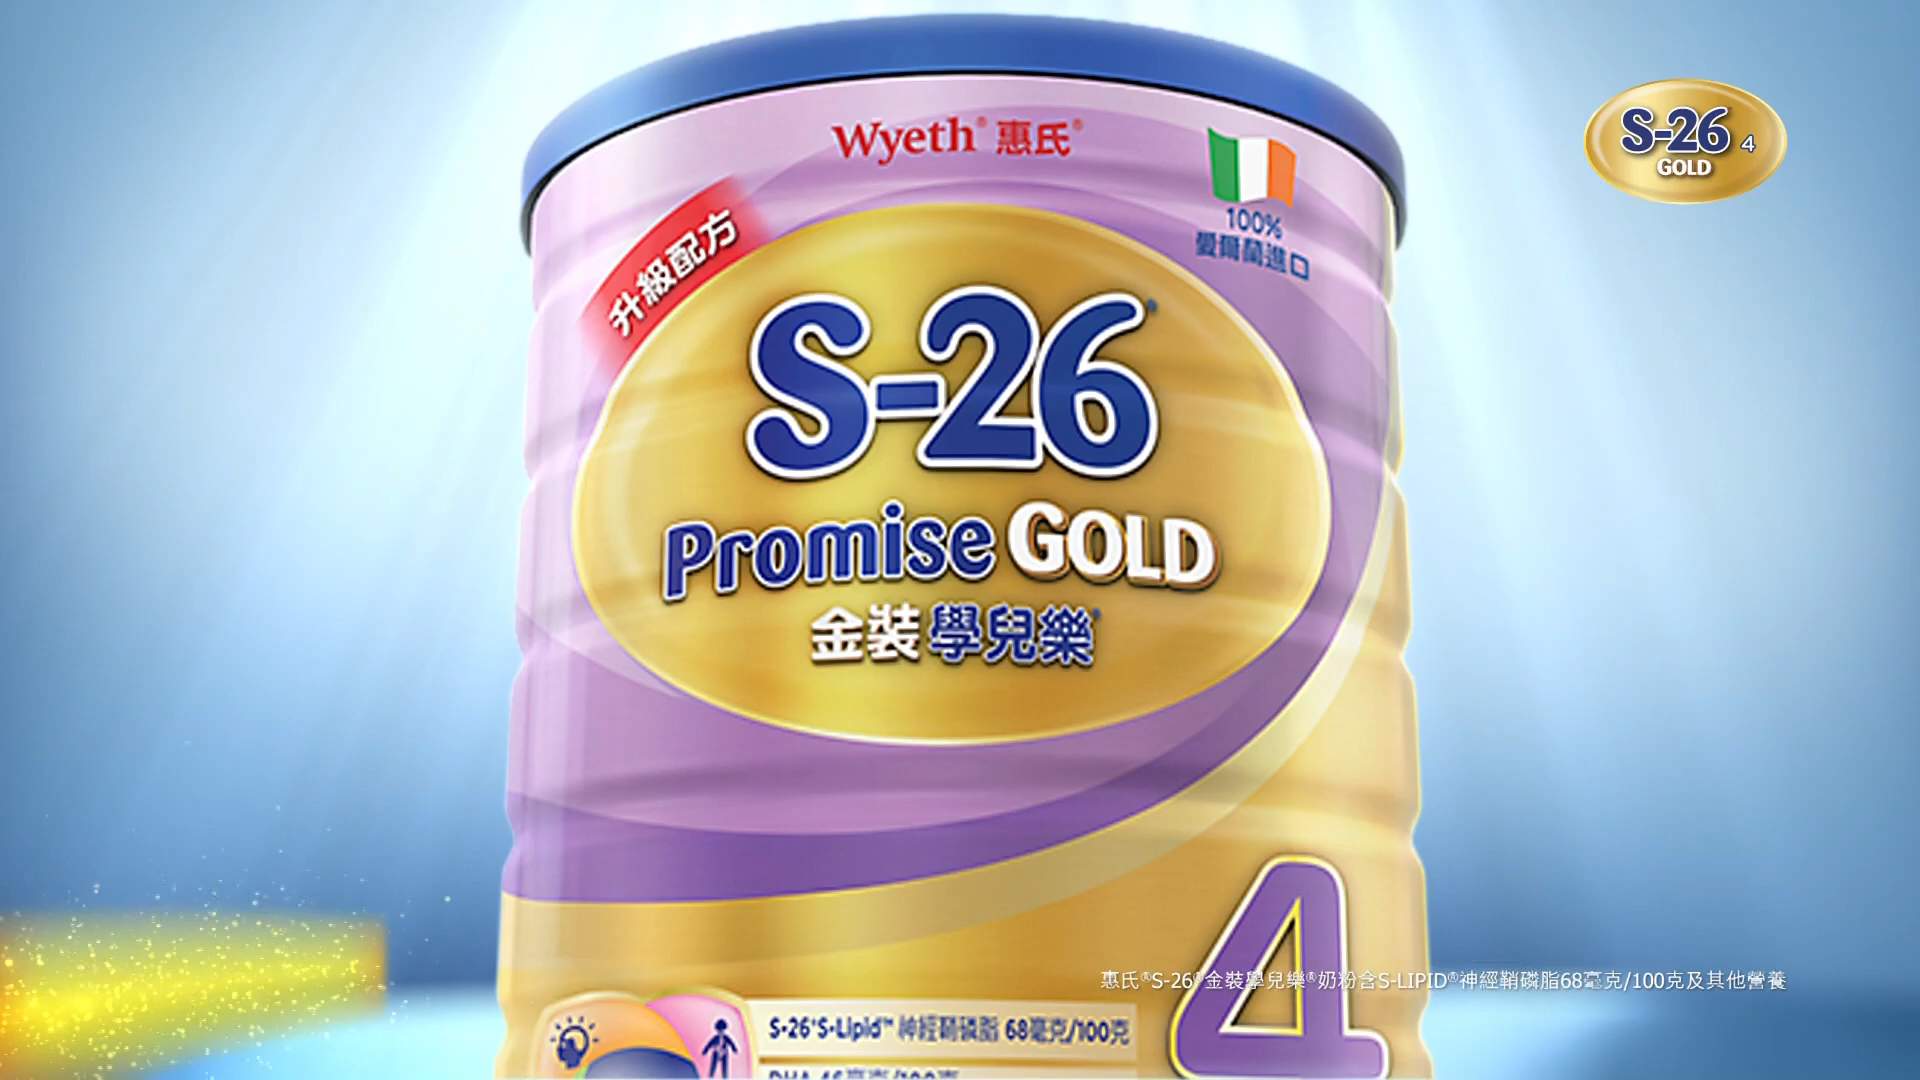 Wyeth® 惠氏®
S-26 4
GOLD
升級配方
100%
愛爾蘭進口
S-26
Promise GOLD
金裝學兒樂
4
惠氏®S-26®金裝學兒樂®奶粉含S-LIPID®神經鞘磷脂68毫克/100克及其他營養
S-26®S-Lipid™ 神經鞘磷脂 68毫克/100克